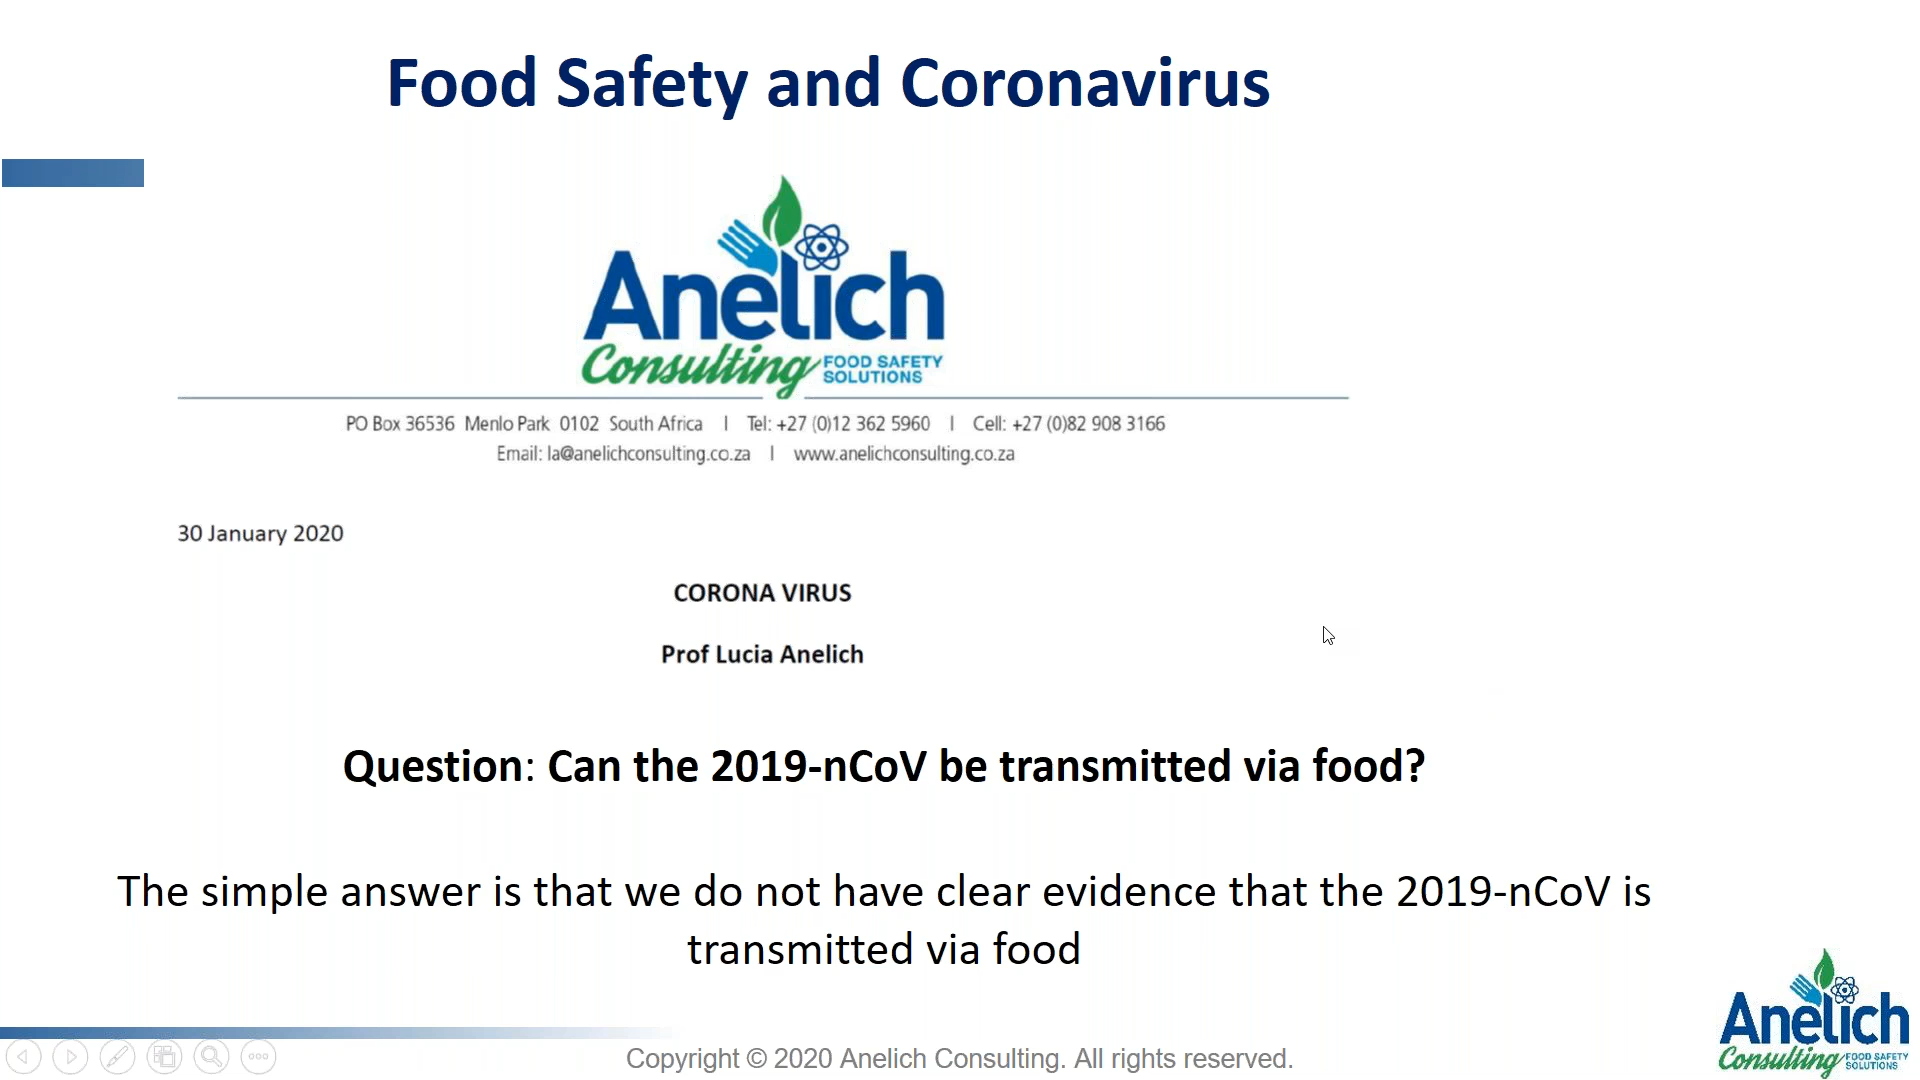 Food Safety and Coronavirus
Anelich
Consulting FOOD SAFETY SOLUTIONS
PO Box 36536 Menlo Park 0102 South Africa | Tel: +27 (0)12 362 5960 | Cell: +27 (0)82 908 3166
Email: la@anelichconsulting.co.za | www.anelichconsulting.co.za
30 January 2020
CORONA VIRUS
Prof Lucia Anelich
Question: Can the 2019-nCoV be transmitted via food?
The simple answer is that we do not have clear evidence that the 2019-nCoV is
transmitted via food
Anelich
Consulting FOOD SAFETY SOLUTIONS
Copyright © 2020 Anelich Consulting. All rights reserved.